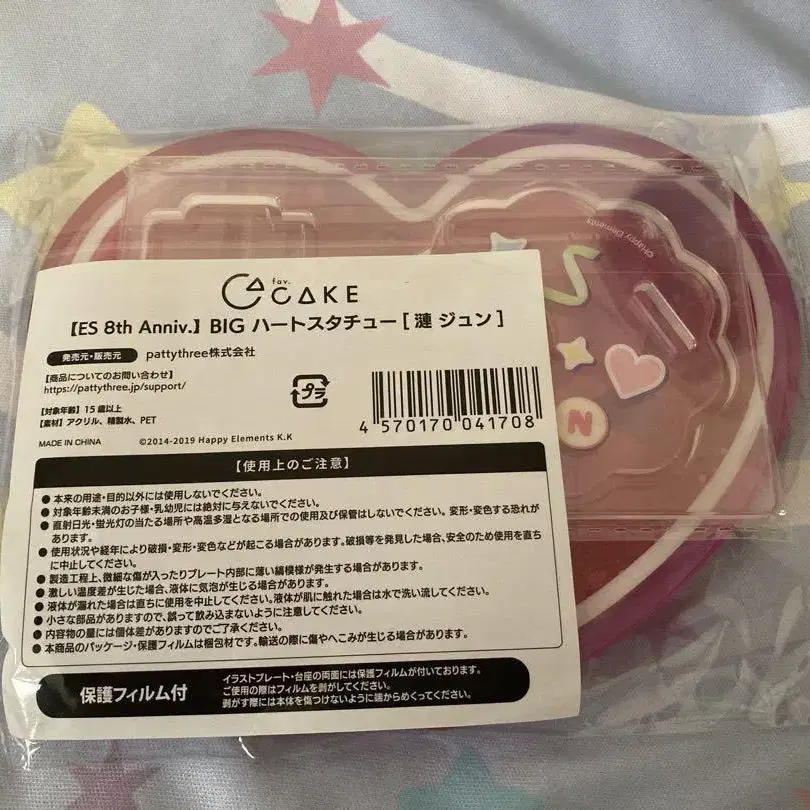 fav.
CAKE
【ES 8th Anniv.】BIG ハートスタチュー [ 漣 ジュン ]
発売元・販売元 pattythree株式会社
【商品についてのお問い合わせ】
https://pattythree.jp/support/
【対象年齢】15歳以上
【素材】アクリル、精製水、PET
プラ
MADE IN CHINA ©2014-2019 Happy Elements K.K
4 570170 041708
【使用上のご注意】
● 本来の用途・目的以外には使用しないでください。
● 対象年齢未満のお子様・乳幼児には絶対に与えないでください。
● 直射日光・蛍光灯の当たる場所や高温多湿となる場所での使用及び保管はしないでください。変形・変色する恐れが
あります。
● 使用状況や経年により破損・変形・変色などが起こる場合があります。破損等を発見した場合、安全のため使用を直ち
に中止してください。
● 製造工程上、微細な傷が入ったりプレート内部に薄い縞模様が発生する場合があります。
● 激しい温度差が生じた場合、液体に気泡が生じる場合があります。
● 液体が漏れた場合は直ちに使用を中止してください。液体が肌に触れた場合は水で洗い流してください。
● 小さな部品がありますので、誤って飲み込まないように注意してください。
● 内容物の量には個体差がありますのでご了承ください。
● 本商品のパッケージ・保護フィルムは梱包材です。輸送の際に傷やへこみが生じる場合があります。
保護フィルム付
イラストプレート・台座の両面には保護フィルムが付いております。
ご使用の際はフィルムを剥がしてください。
剥がす際には本体を傷つけないように端からめくってください。
©Happy Elements
N